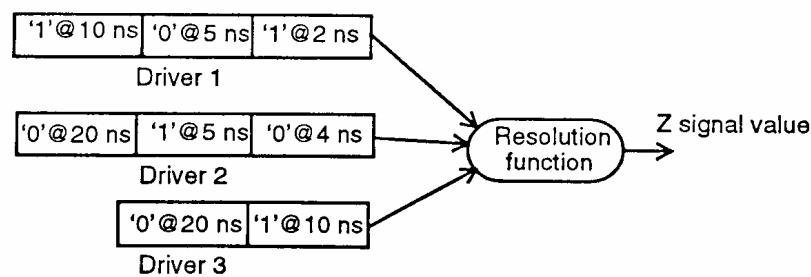 ‘1’@10 ns ‘0’@5 ns ‘1’@2 ns
Driver 1
‘0’@20 ns ‘1’@5 ns ‘0’@4 ns
Driver 2
‘0’@20 ns ‘1’@10 ns
Driver 3
Resolution
function
Z signal value